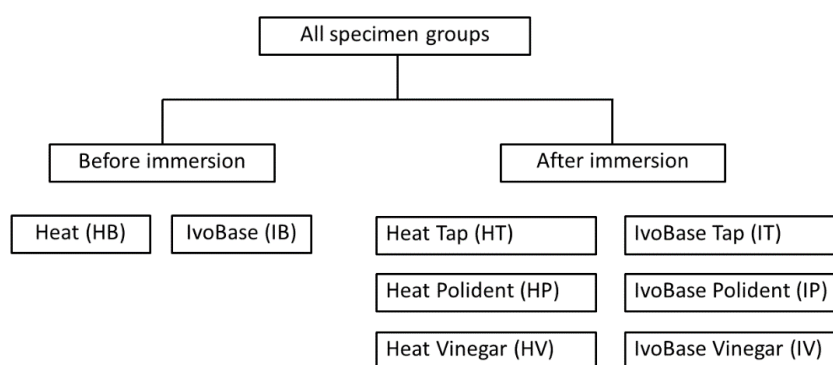 All specimen groups
Before immersion
After immersion
Heat (HB)
IvoBase (IB)
Heat Tap (HT)
IvoBase Tap (IT)
Heat Polident (HP)
IvoBase Polident (IP)
Heat Vinegar (HV)
IvoBase Vinegar (IV)